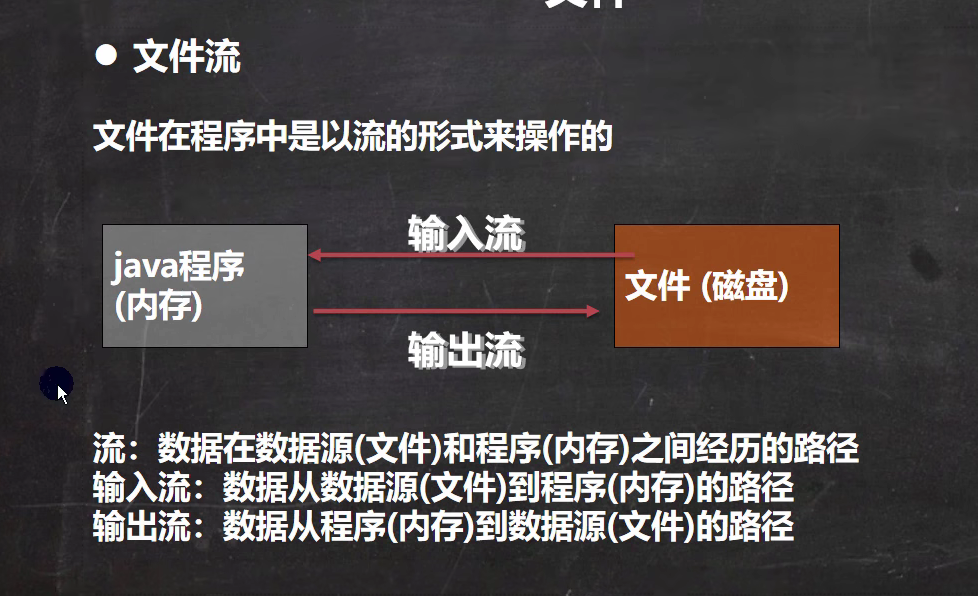 文件
文件流
文件在程序中是以流的形式来操作的
输入流
java程序
(内存)
文件 (磁盘)
输出流
流：数据在数据源(文件)和程序(内存)之间经历的路径
输入流：数据从数据源(文件)到程序(内存)的路径
输出流：数据从程序(内存)到数据源(文件)的路径